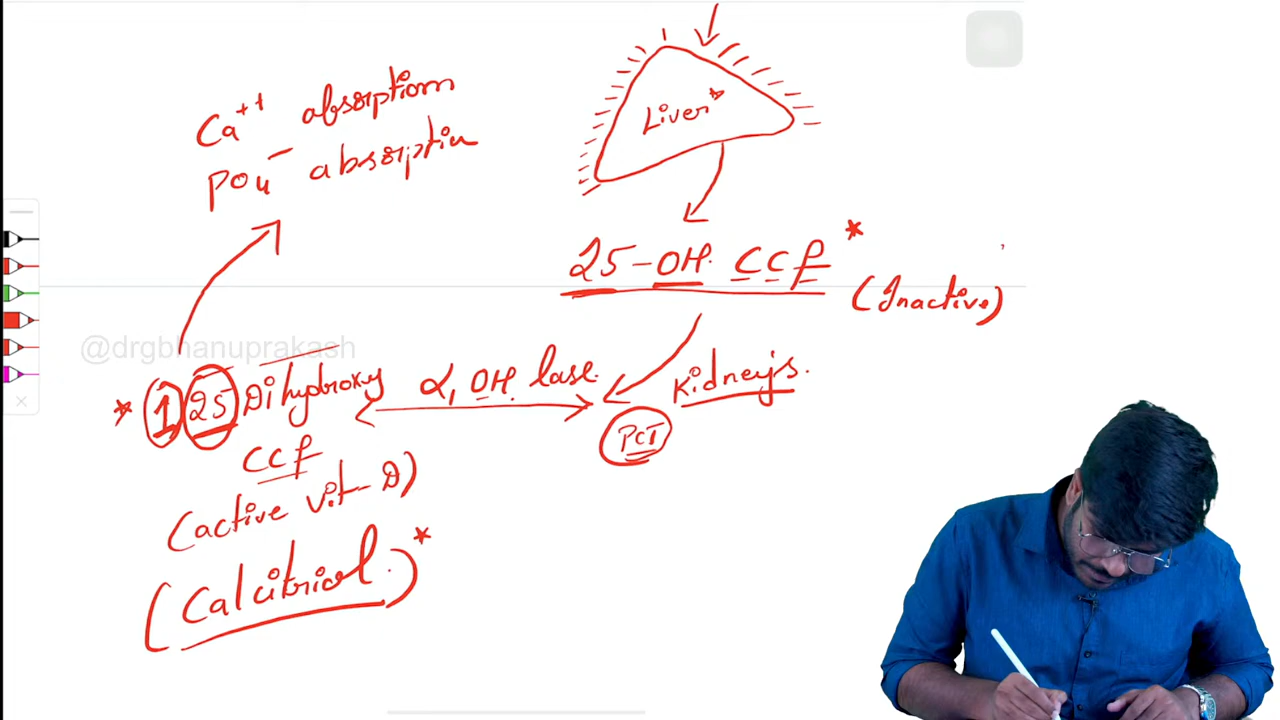 Ca++ absorption
PO4- absorption
Liver*
25-OH. CCF *
(Inactive)
@drgbhanuprakash
* 1 25 Dihydroxy
CCF
(active vit-D)
(Calcitriol.) *
α, OH lase.
Kidneys.
PCT